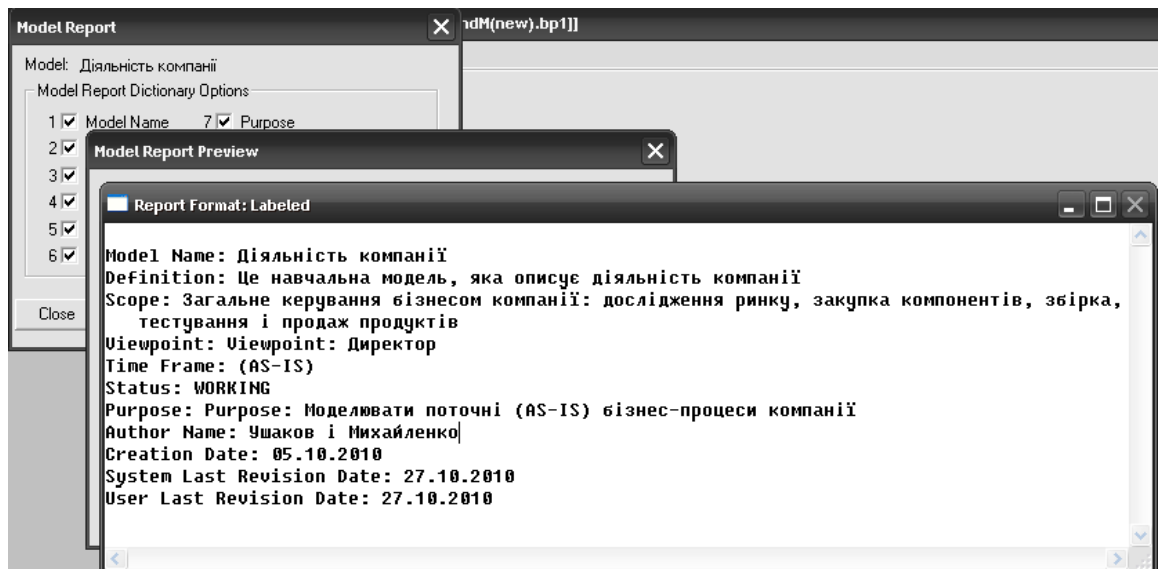 Model Report
ndM(new).bp1]]
Model: Діяльність компанії
Model Report Dictionary Options
1 Model Name 7 Purpose
2
3
4
5
6
Close
Model Report Preview
Report Format: Labeled
Model Name: Діяльність компанії
Definition: Це навчальна модель, яка описує діяльність компанії
Scope: Загальне керування бізнесом компанії: дослідження ринку, закупка компонентів, збірка,
тестування і продаж продуктів
Viewpoint: Viewpoint: Директор
Time Frame: (AS-IS)
Status: WORKING
Purpose: Purpose: Моделювати поточні (AS-IS) бізнес-процеси компанії
Author Name: Ушаков і Михайленко
Creation Date: 05.10.2010
System Last Revision Date: 27.10.2010
User Last Revision Date: 27.10.2010